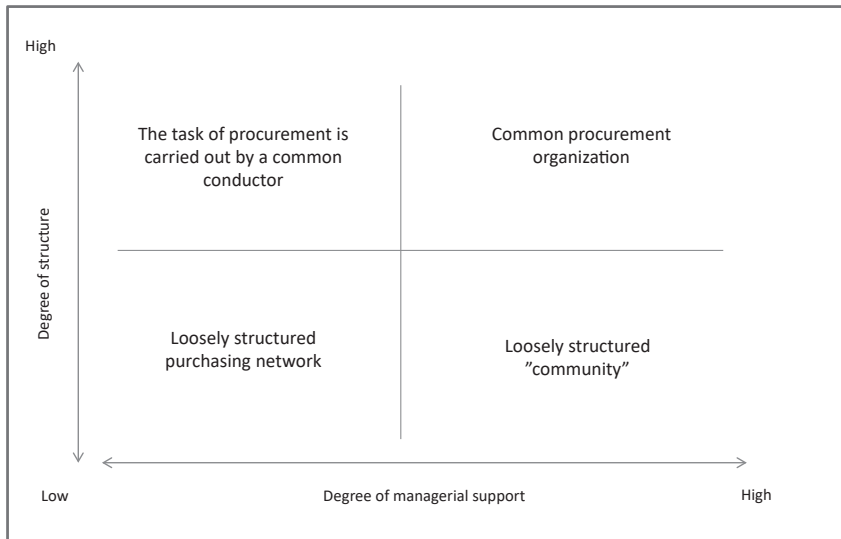 High
The task of procurement is
carried out by a common
conductor
Common procurement
organization
Degree of structure
Loosely structured
purchasing network
Loosely structured
”community”
Low
Degree of managerial support
High